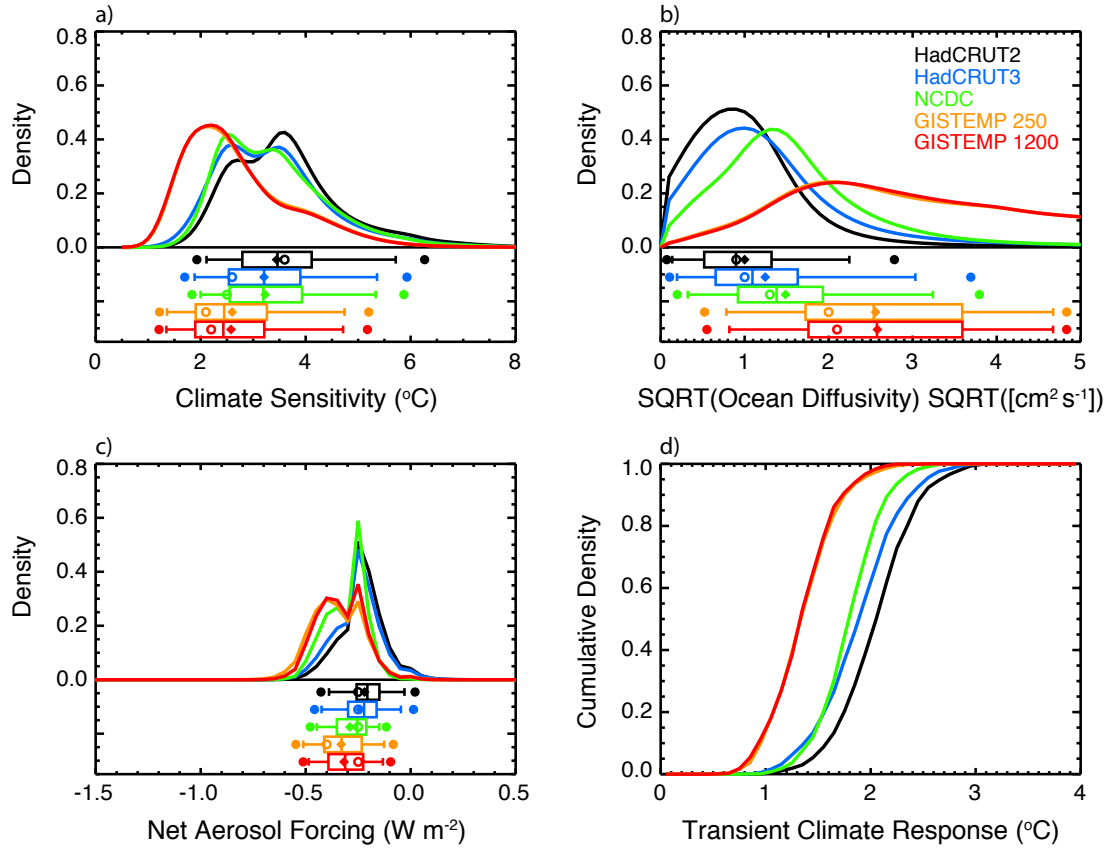 a)
0.8
0.6
0.4
0.2
0.0
Density
0
2
4
6
8
Climate Sensitivity (ºC)
b)
0.8
0.6
0.4
0.2
0.0
Density
HadCRUT2
HadCRUT3
NCDC
GISTEMP 250
GISTEMP 1200
0
1
2
3
4
5
SQRT(Ocean Diffusivity) SQRT([cm² s⁻¹])
c)
0.8
0.6
0.4
0.2
0.0
Density
-1.5
-1.0
-0.5
0.0
0.5
Net Aerosol Forcing (W m⁻²)
d)
1.0
0.8
0.6
0.4
0.2
0.0
Cumulative Density
0
1
2
3
4
Transient Climate Response (ºC)